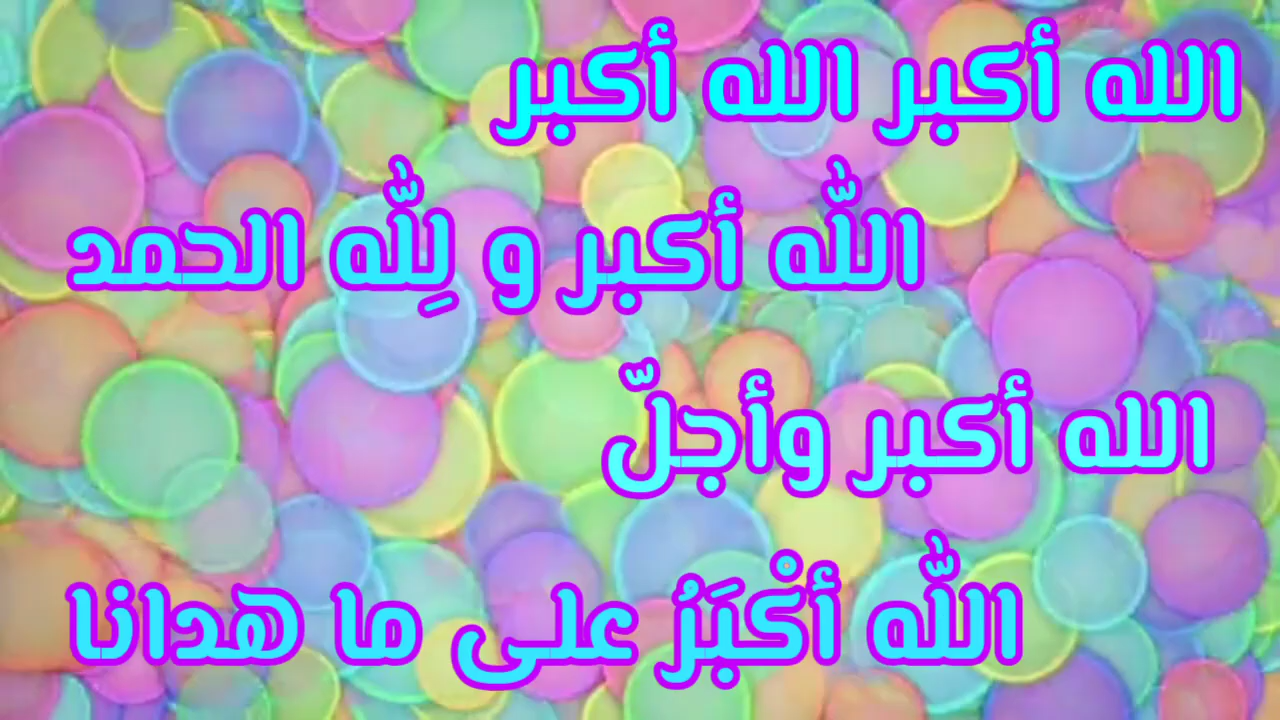 الله أكبر الله أكبر
اللّٰه أكبر و لِلّٰه الحمد
الله أكبر وأجلّ
اللّٰه أكْبَرُ على ما هدانا